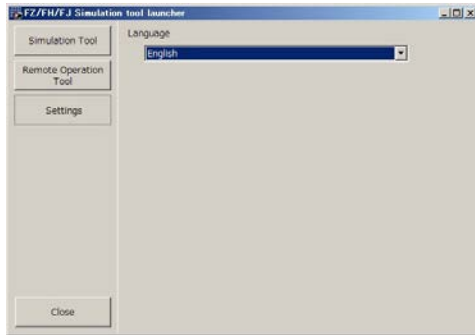 FZ/FH/FJ Simulation tool launcher
Simulation Tool
Language
English
Remote Operation
Tool
Settings
Close